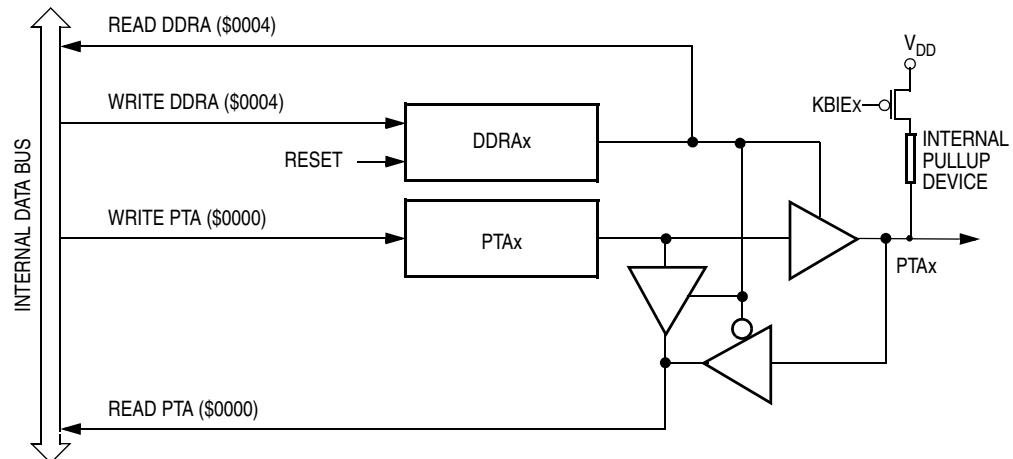 READ DDRA ($0004)
V_DD
WRITE DDRA ($0004)
KBIEx
DDRAx
RESET
INTERNAL
PULLUP
DEVICE
WRITE PTA ($0000)
PTAx
PTAx
INTERNAL DATA BUS
READ PTA ($0000)